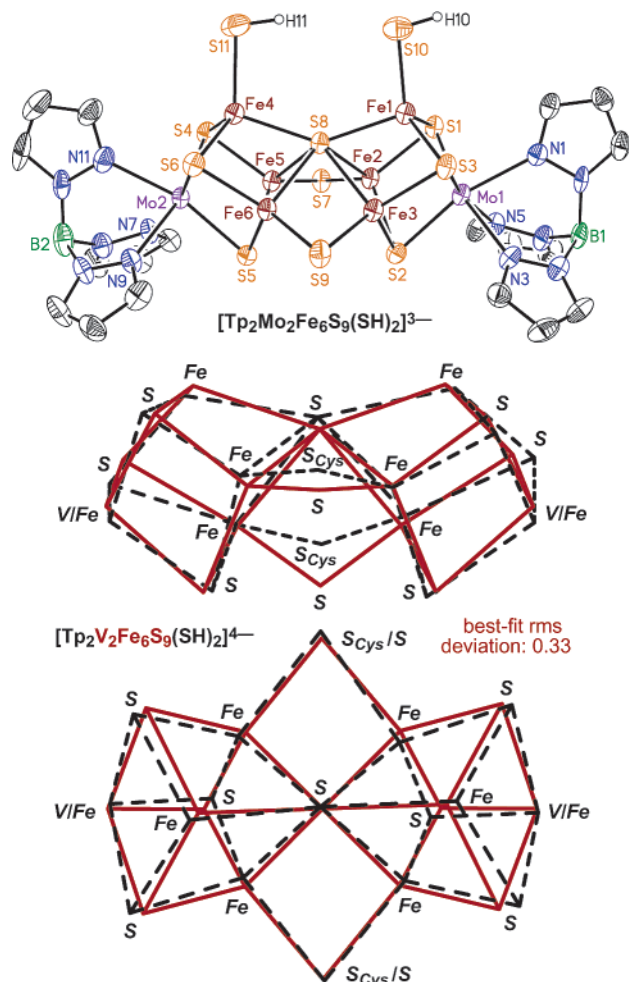 H11 H10
S11 S10
Fe4 Fe1
S4 S8 S1
N11 S6 Fe5 Fe2 S3 N1
Mo2 S7 Mo1
B2 N7 Fe6 Fe3 N5 B1
N9 S5 S9 S2 N3
[Tp2Mo2Fe6S9(SH)2]3—
Fe Fe
S S S
S Fe SCys Fe S
V/Fe S V/Fe
Fe Fe
SCys
S S
S
[Tp2V2Fe6S9(SH)2]4—
best-fit rms
deviation: 0.33
SCys/S
S S
Fe Fe
V/Fe S S Fe V/Fe
Fe S
Fe Fe
S S
SCys/S